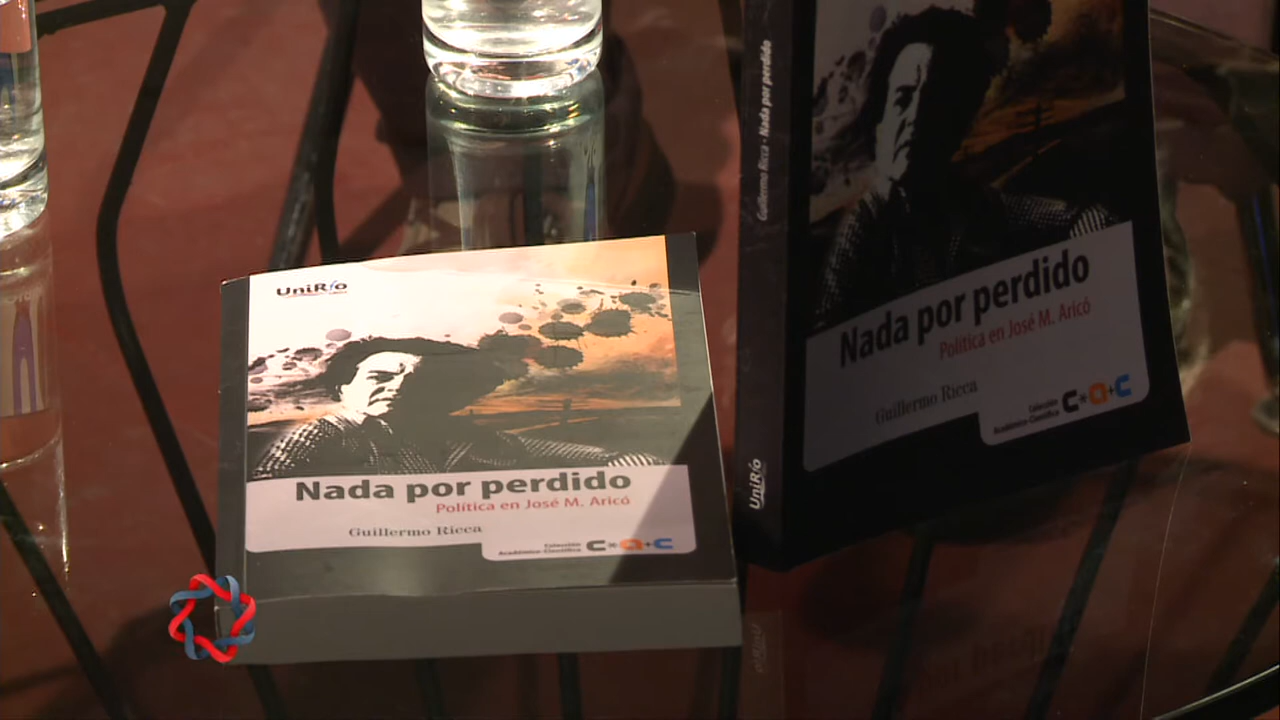 UniRío
Nada por perdido
Política en José M. Aricó
Guillermo Ricca
Colección
Académico-Científica
c*a+c
Guillermo Ricca • Nada por perdido
UniRío
Nada por perdido
Política en José M. Aricó
Guillermo Ricca
Colección
Académico-Científica
c*a+c